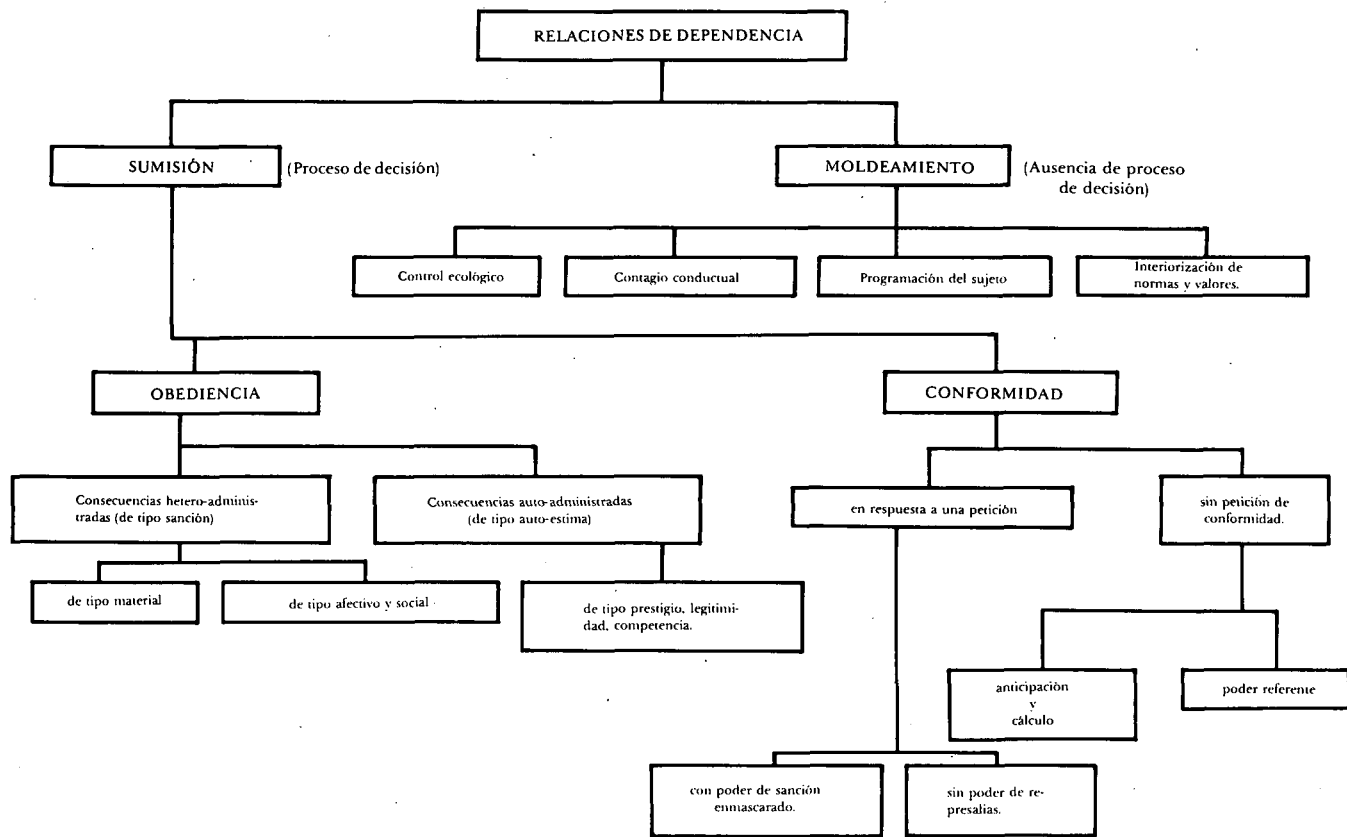 RELACIONES DE DEPENDENCIA
SUMISIÓN
(Proceso de decisión)
MOLDEAMIENTO
(Ausencia de proceso
de decisión)
Control ecológico
Contagio conductual
Programación del sujeto
Interiorización de
normas y valores.
OBEDIENCIA
CONFORMIDAD
Consecuencias hetero-adminis-
tradas (de tipo sanción)
Consecuencias auto-administradas
(de tipo auto-estima)
en respuesta a una petición
sin petición de
conformidad.
de tipo material
de tipo afectivo y social
de tipo prestigio, legitimi-
dad, competencia.
anticipación
y
cálculo
poder referente
con poder de sanción
enmascarado.
sin poder de re-
presalias.